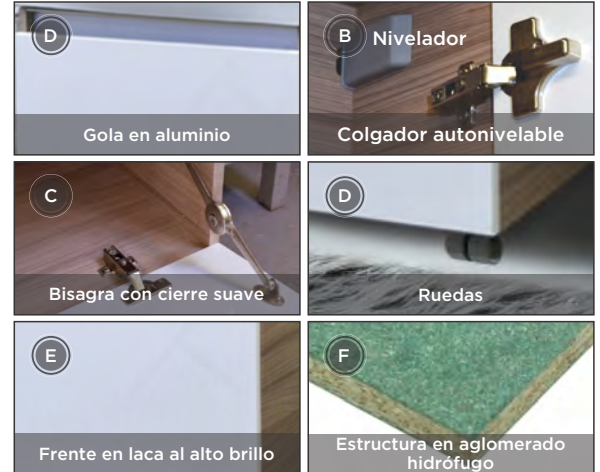 D
Gola en aluminio
B
Nivelador
Colgador autonivelable
C
Bisagra con cierre suave
D
Ruedas
E
Frente en laca al alto brillo
F
Estructura en aglomerado
hidrófugo